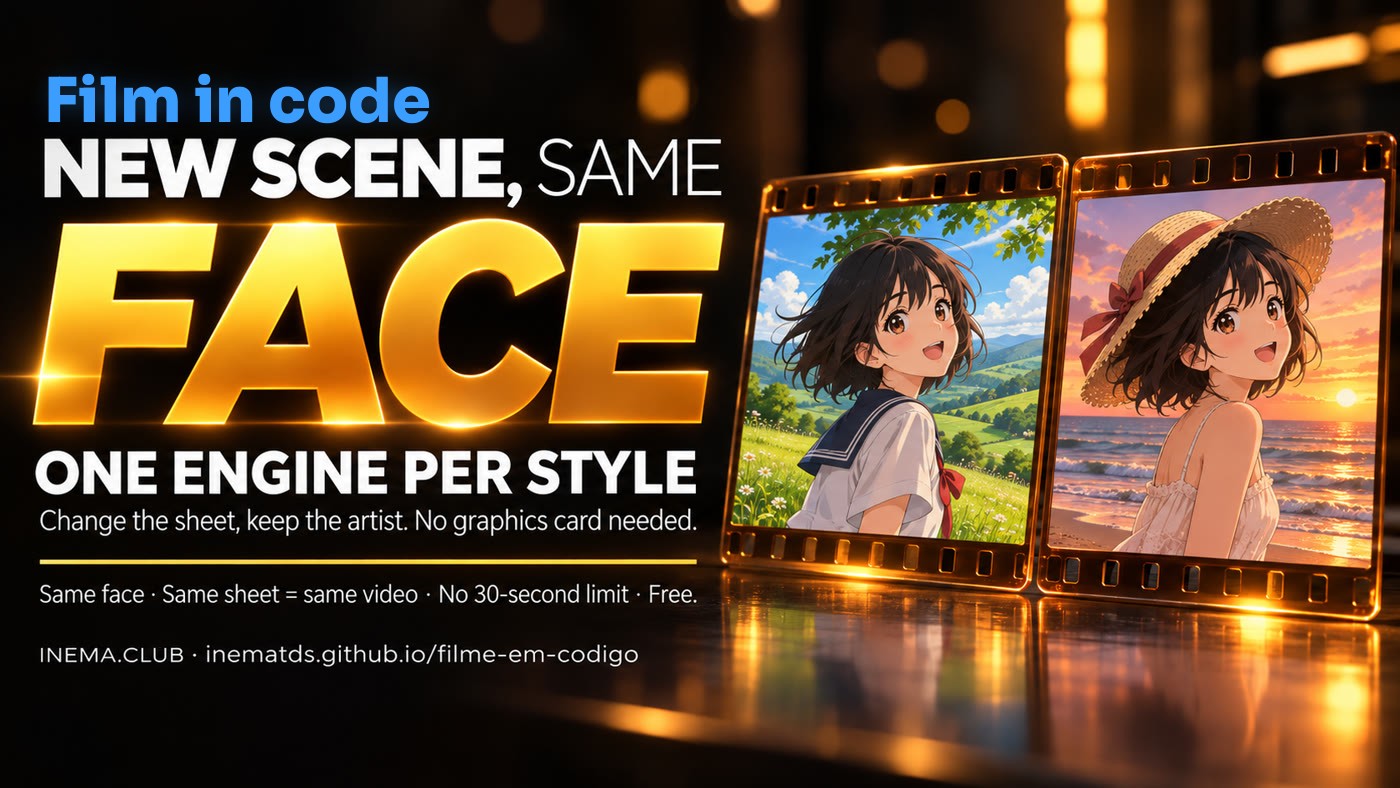 Film in code
NEW SCENE, SAME
FACE
ONE ENGINE PER STYLE
Change the sheet, keep the artist. No graphics card needed.
Same face · Same sheet = same video · No 30-second limit · Free.
INEMA.CLUB · inematds.github.io/filme-em-codigo